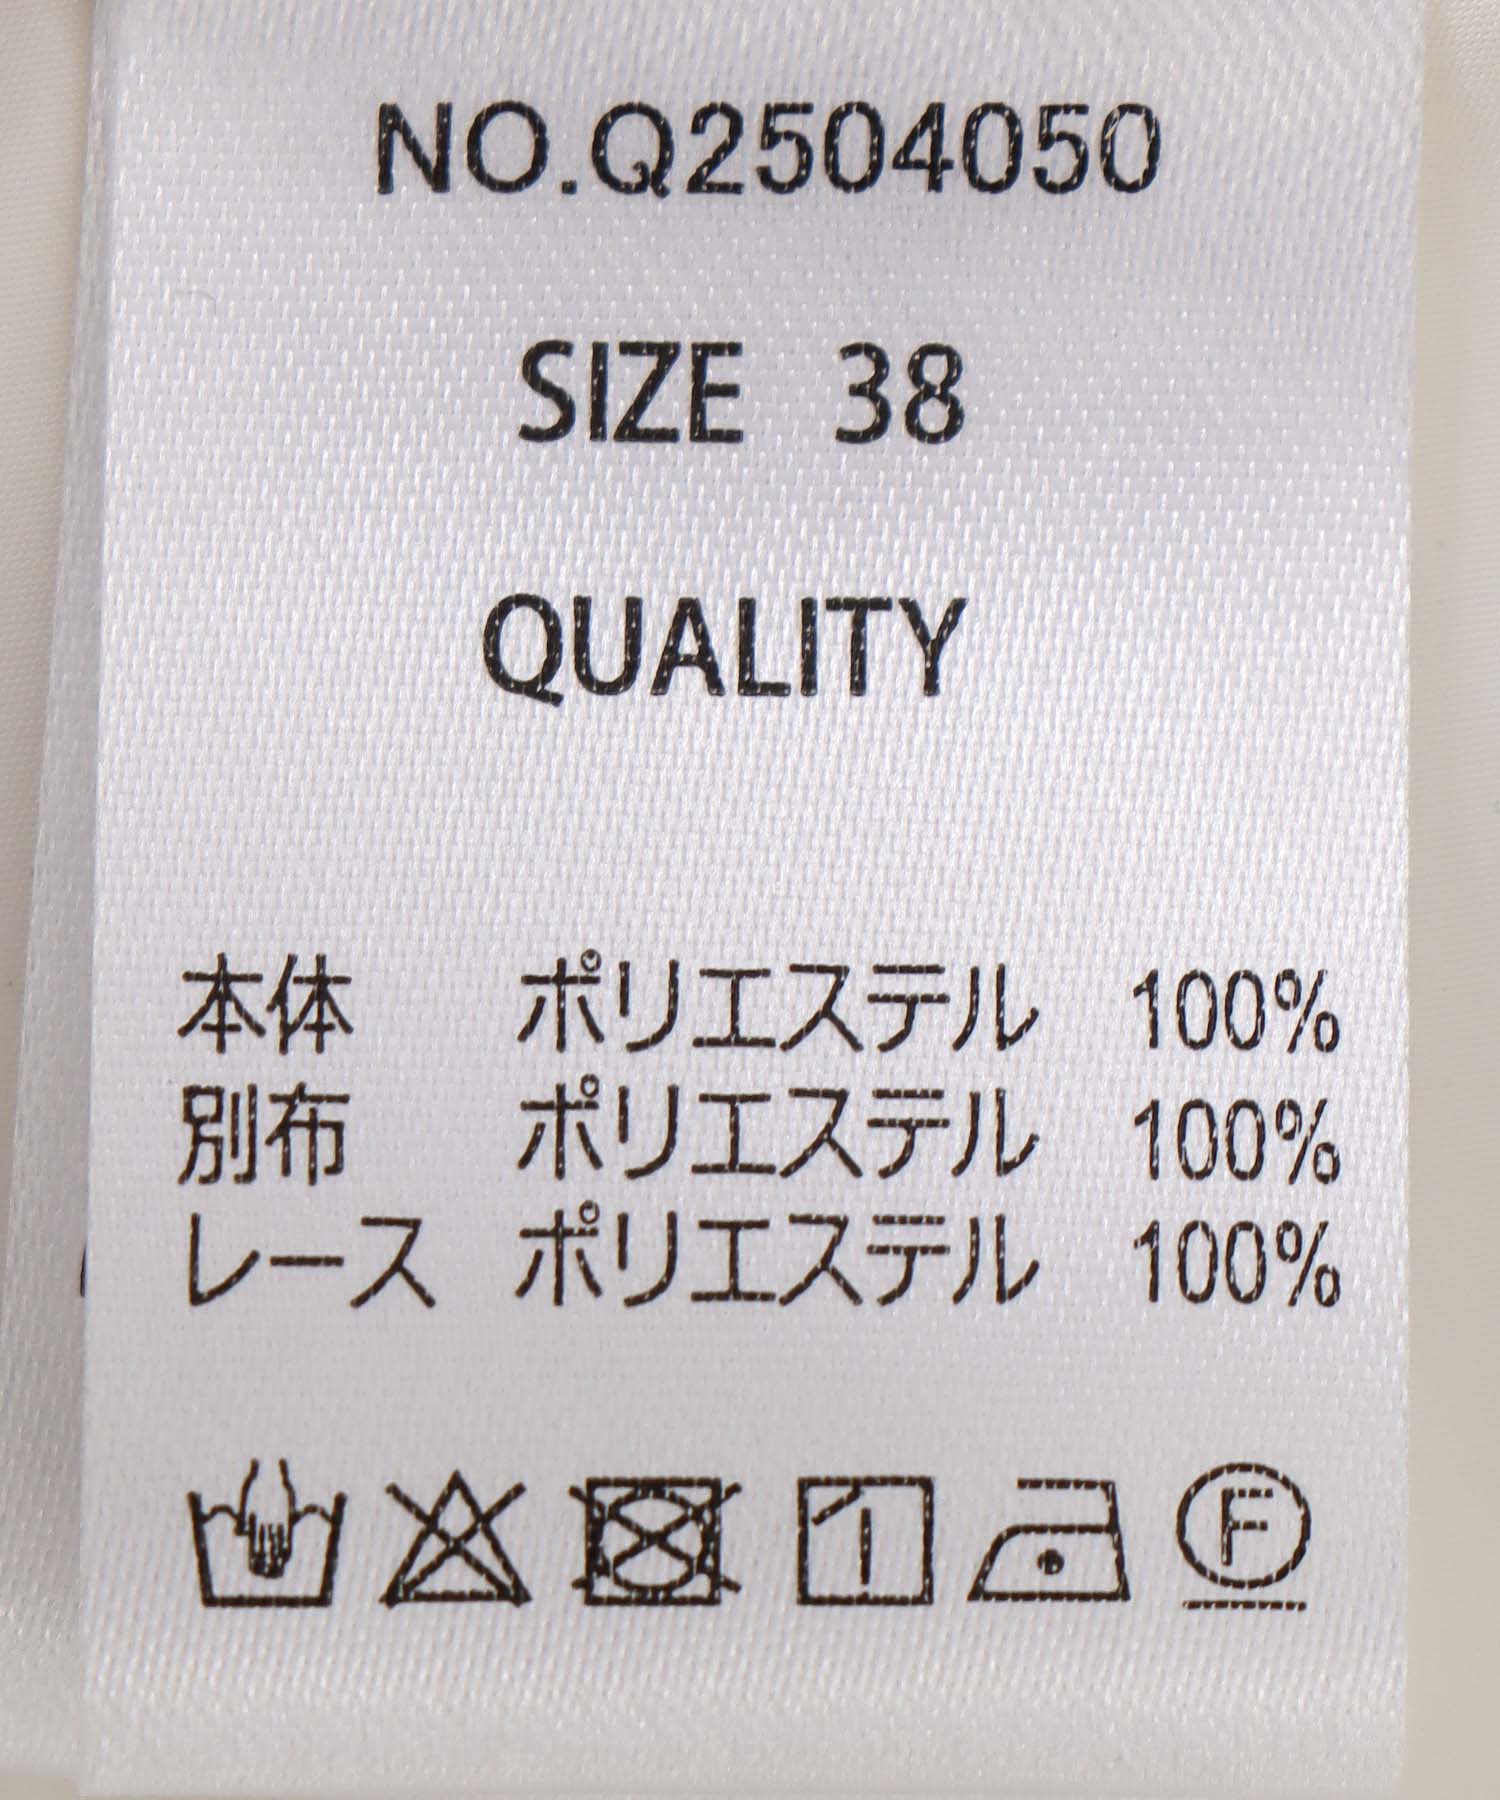 NO.Q2504050
SIZE 38
QUALITY
本体 ポリエステル 100%
別布 ポリエステル 100%
レース ポリエステル 100%
F